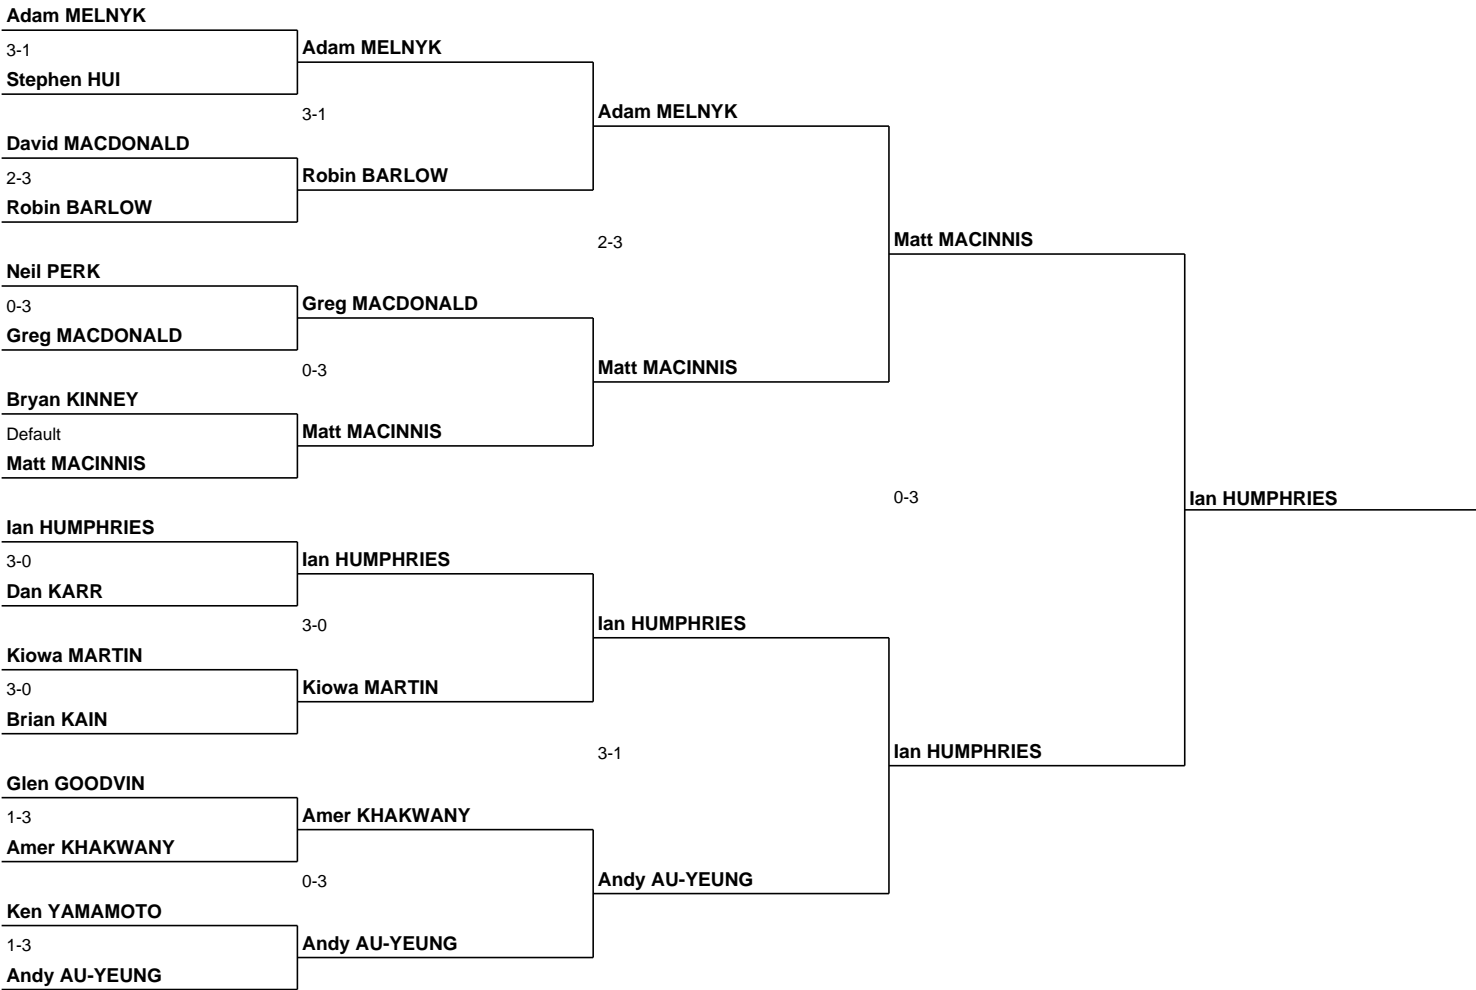 Adam MELNYK
3-1
Stephen HUI
David MACDONALD
2-3
Robin BARLOW
Neil PERK
0-3
Greg MACDONALD
Bryan KINNEY
Default
Matt MACINNIS
Ian HUMPHRIES
3-0
Dan KARR
Kiowa MARTIN
3-0
Brian KAIN
Glen GOODVIN
1-3
Amer KHAKWANY
Ken YAMAMOTO
1-3
Andy AU-YEUNG
Adam MELNYK
3-1
Robin BARLOW
Greg MACDONALD
0-3
Matt MACINNIS
Ian HUMPHRIES
3-0
Kiowa MARTIN
Amer KHAKWANY
0-3
Andy AU-YEUNG
Adam MELNYK
2-3
Matt MACINNIS
Ian HUMPHRIES
3-1
Andy AU-YEUNG
Matt MACINNIS
0-3
Ian HUMPHRIES
Ian HUMPHRIES